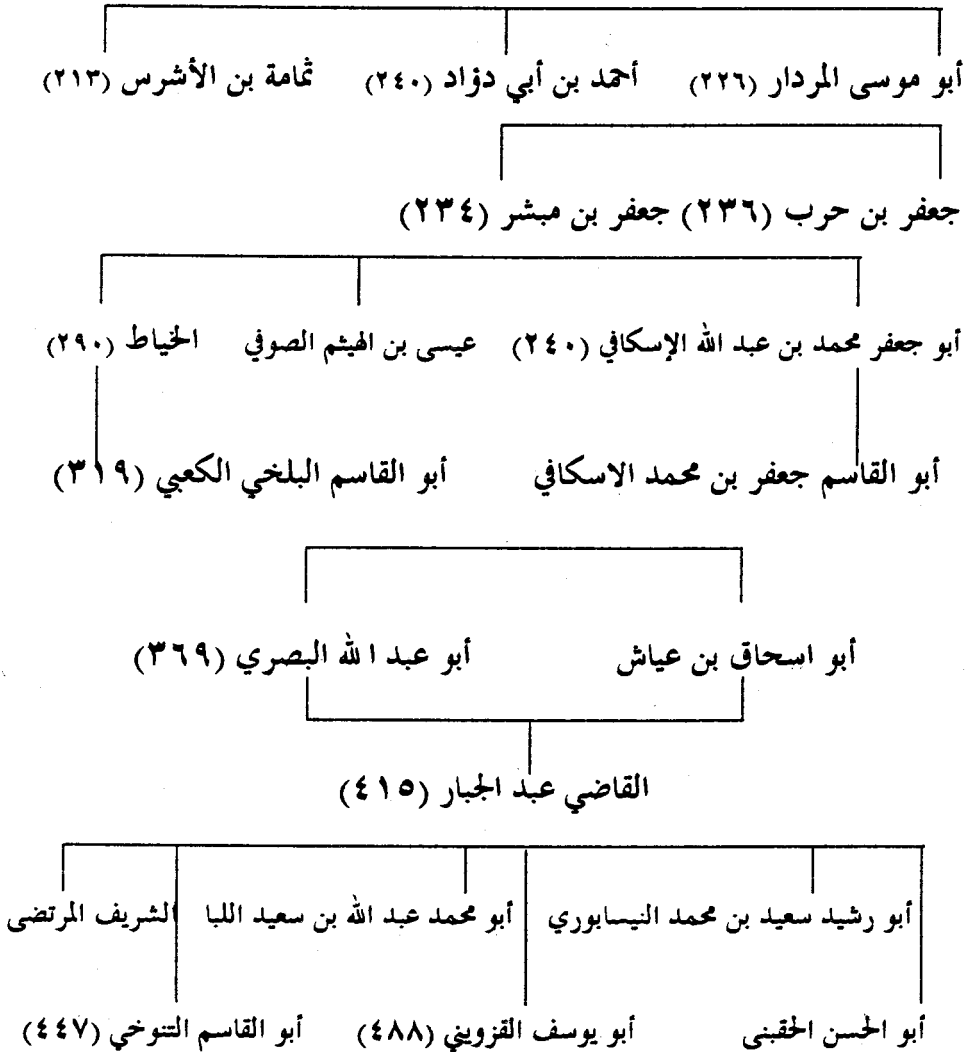 أبو موسى المردار (٢٢٦) أحمد بن أبي دؤاد (٢٤٠) ثمامة بن الأشرس (٢١٣)
جعفر بن حرب (٢٣٦) جعفر بن مبشر (٢٣٤)
أبو جعفر محمد بن عبد الله الإسكافي (٢٤٠) عيسى بن الهيثم الصوفي الخياط (٢٩٠)
أبو القاسم جعفر بن محمد الاسكافي أبو القاسم البلخي الكعبي (٣١٩)
أبو اسحاق بن عياش أبو عبد الله البصري (٣٦٩)
القاضي عبد الجبار (٤١٥)
أبو رشيد سعيد بن محمد النيسابوري أبو محمد عبد الله بن سعيد اللبا الشريف المرتضى
أبو الحسن الحقبنى أبو يوسف القزويني (٤٨٨) أبو القاسم التنوخي (٤٤٧)